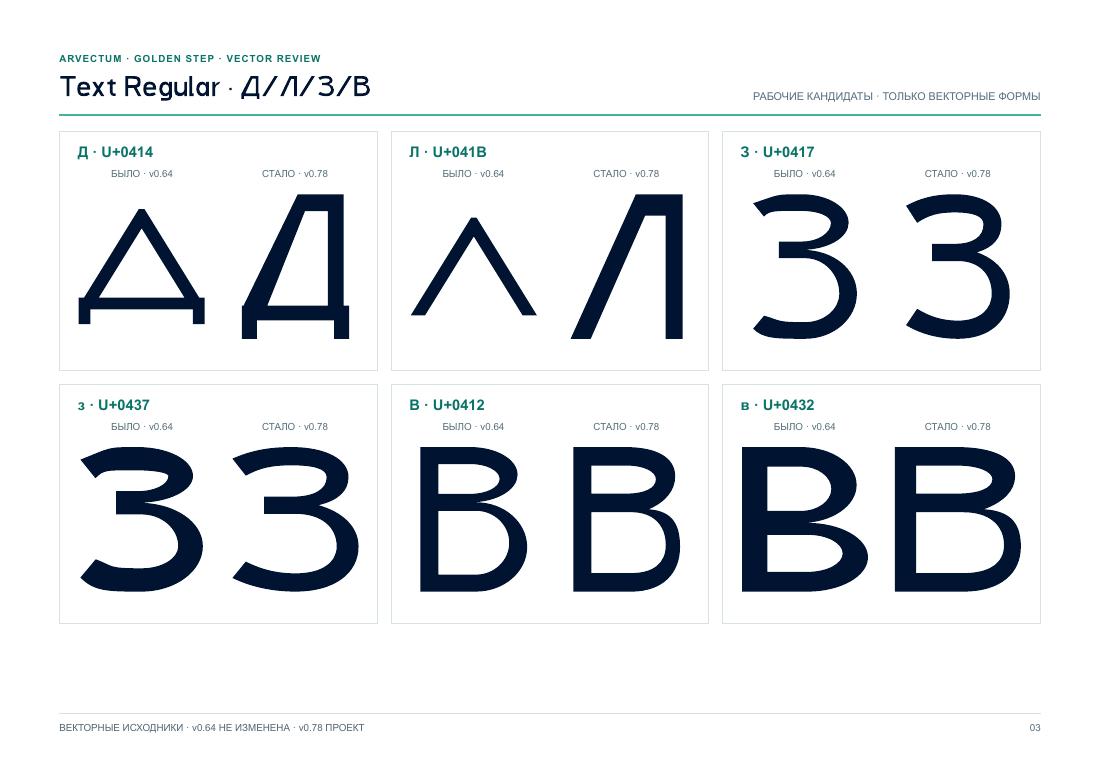 ARVECTUM · GOLDEN STEP · VECTOR REVIEW
Text Regular · Д/Л/З/В
РАБОЧИЕ КАНДИДАТЫ · ТОЛЬКО ВЕКТОРНЫЕ ФОРМЫ
Д · U+0414
БЫЛО · v0.64 СТАЛО · v0.78
Д Д
Л · U+041B
БЫЛО · v0.64 СТАЛО · v0.78
Л Л
З · U+0417
БЫЛО · v0.64 СТАЛО · v0.78
З З
з · U+0437
БЫЛО · v0.64 СТАЛО · v0.78
з з
В · U+0412
БЫЛО · v0.64 СТАЛО · v0.78
В В
в · U+0432
БЫЛО · v0.64 СТАЛО · v0.78
в в
ВЕКТОРНЫЕ ИСХОДНИКИ · v0.64 НЕ ИЗМЕНЕНА · v0.78 ПРОЕКТ
03